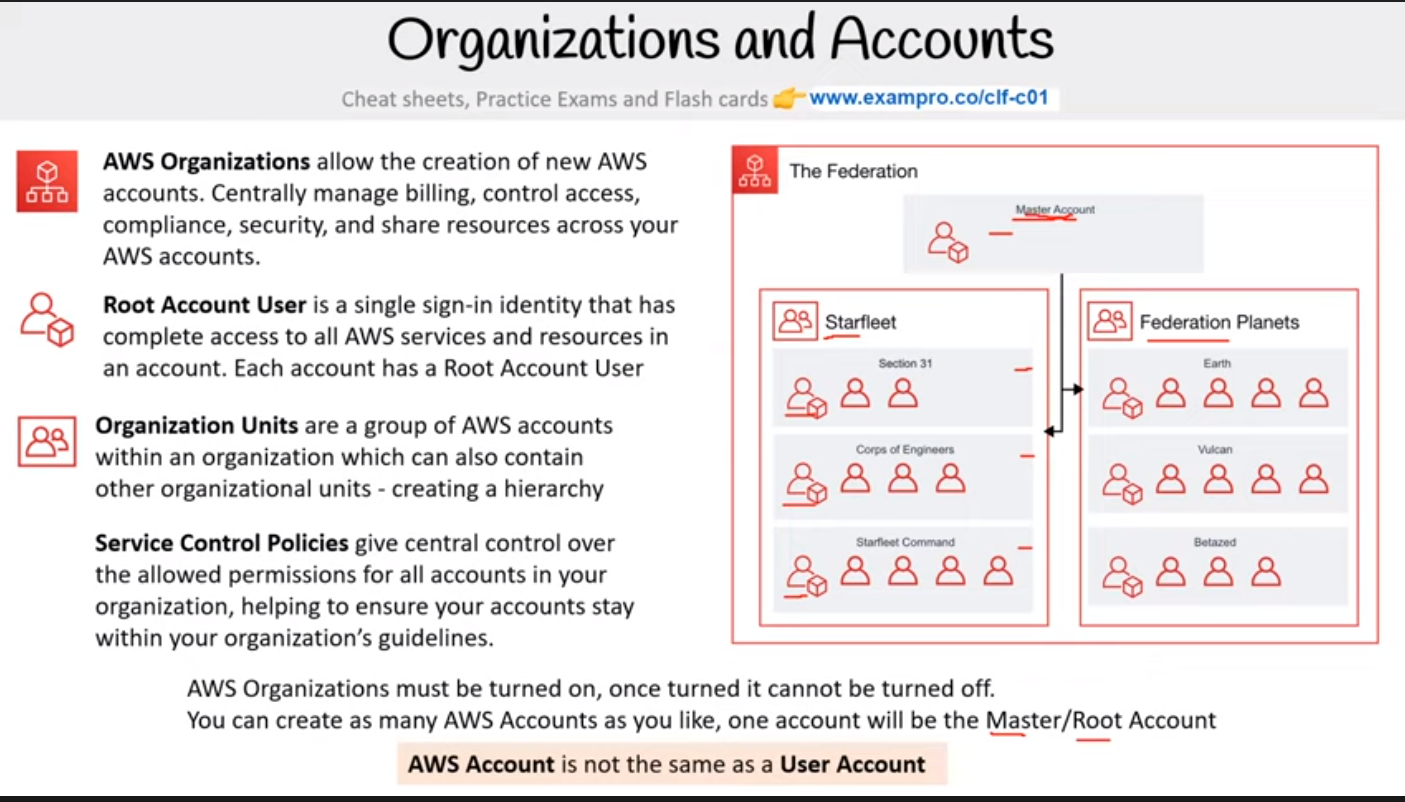 Organizations and Accounts
Cheat sheets, Practice Exams and Flash cards 👉 www.exampro.co/clf-c01
AWS Organizations allow the creation of new AWS
accounts. Centrally manage billing, control access,
compliance, security, and share resources across your
AWS accounts.
Root Account User is a single sign-in identity that has
complete access to all AWS services and resources in
an account. Each account has a Root Account User
Organization Units are a group of AWS accounts
within an organization which can also contain
other organizational units - creating a hierarchy
Service Control Policies give central control over
the allowed permissions for all accounts in your
organization, helping to ensure your accounts stay
within your organization's guidelines.
The Federation
Master Account
Starfleet
Section 31
Corps of Engineers
Starfleet Command
Federation Planets
Earth
Vulcan
Betazed
AWS Organizations must be turned on, once turned it cannot be turned off.
You can create as many AWS Accounts as you like, one account will be the Master/Root Account
AWS Account is not the same as a User Account